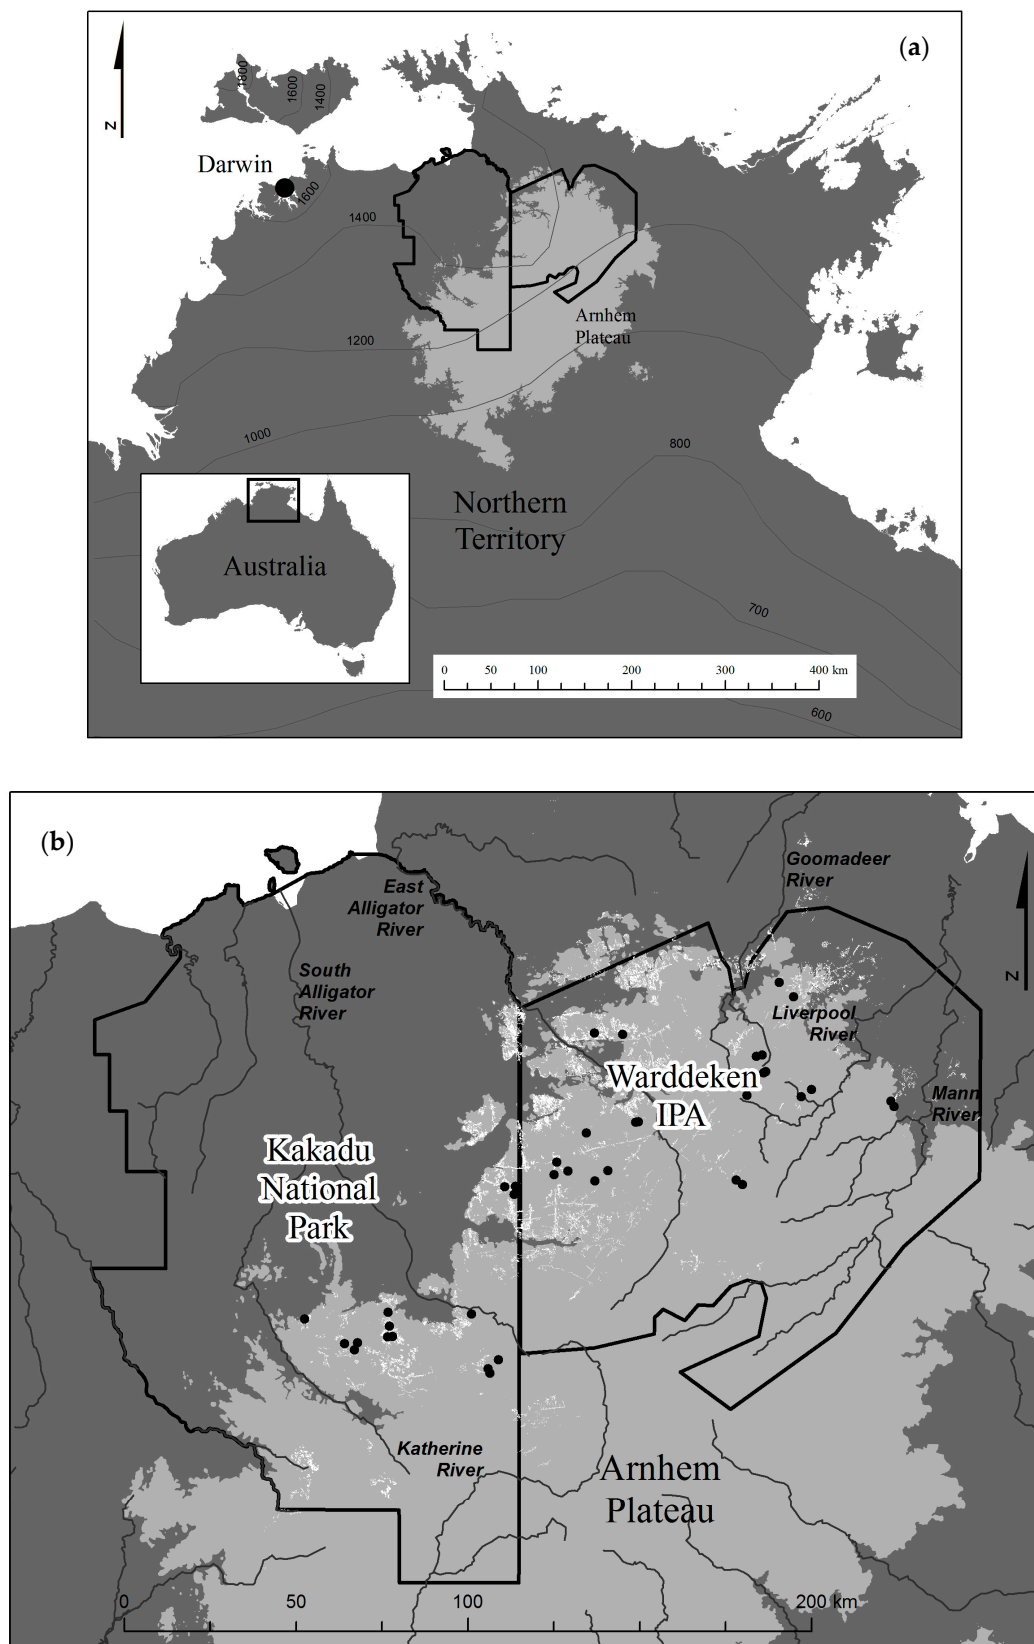 (a)
N
1800
1600
1400
Darwin
1600
1400
1200
Arnhem
Plateau
1000
800
Northern
Territory
Australia
700
0 50 100 200 300 400 km
600
(b)
Goomadeer
River
East
Alligator
River
South
Alligator
River
N
Liverpool
River
Warddeken
IPA
Mann
River
Kakadu
National
Park
Katherine
River
Arnhem
Plateau
0 50 100 200 km